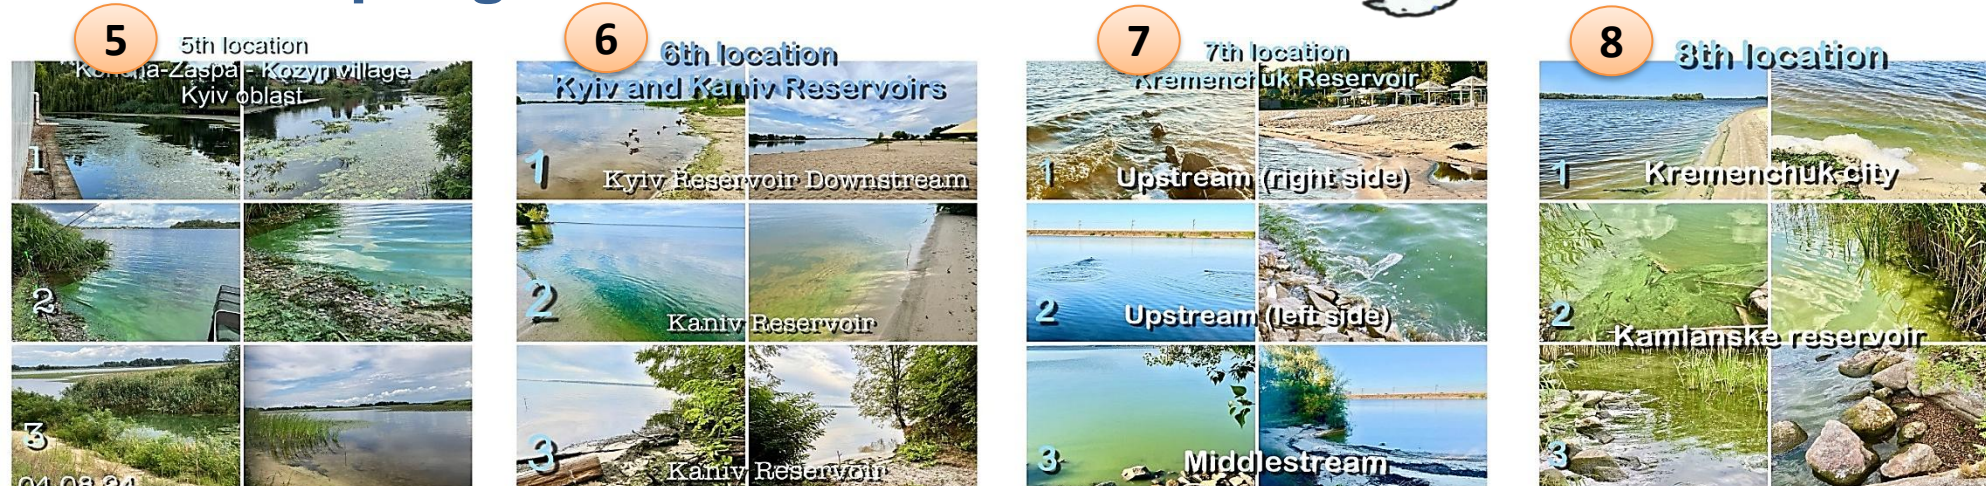 5
5th location
Kozyn village
Kyiv oblast
1
2
3
6
6th location
Kyiv and Kaniv Reservoirs
1
Kyiv Reservoir Downstream
2
Kaniv Reservoir
3
Kaniv Reservoir
7
7th location
Kremenchuk Reservoir
1
Upstream (right side)
2
Upstream (left side)
3
Middlestream
8
8th location
1
Kremenchuk city
2
Kamianske reservoir
3